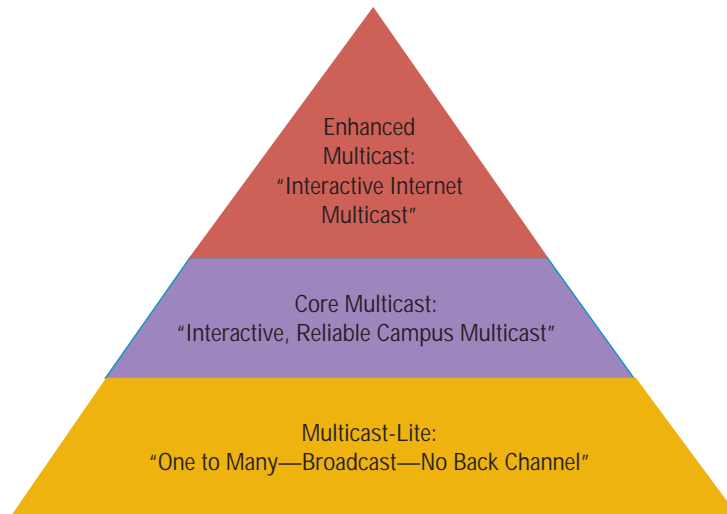 Enhanced
Multicast:
“Interactive Internet
Multicast”
Core Multicast:
“Interactive, Reliable Campus Multicast”
Multicast-Lite:
“One to Many—Broadcast—No Back Channel”